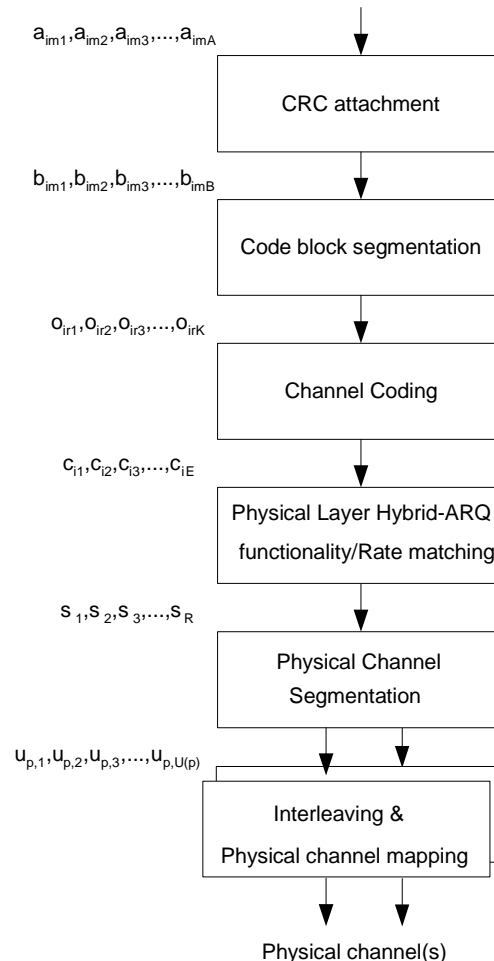 a_im1,a_im2,a_im3,...,a_imA
CRC attachment
b_im1,b_im2,b_im3,...,b_imB
Code block segmentation
o_ir1,o_ir2,o_ir3,...,o_irK
Channel Coding
c_i1,c_i2,c_i3,...,c_iE
Physical Layer Hybrid-ARQ
functionality/Rate matching
s_1,s_2,s_3,...,s_R
Physical Channel
Segmentation
u_p,1,u_p,2,u_p,3,...,u_p,U(p)
Interleaving &
Physical channel mapping
Physical channel(s)